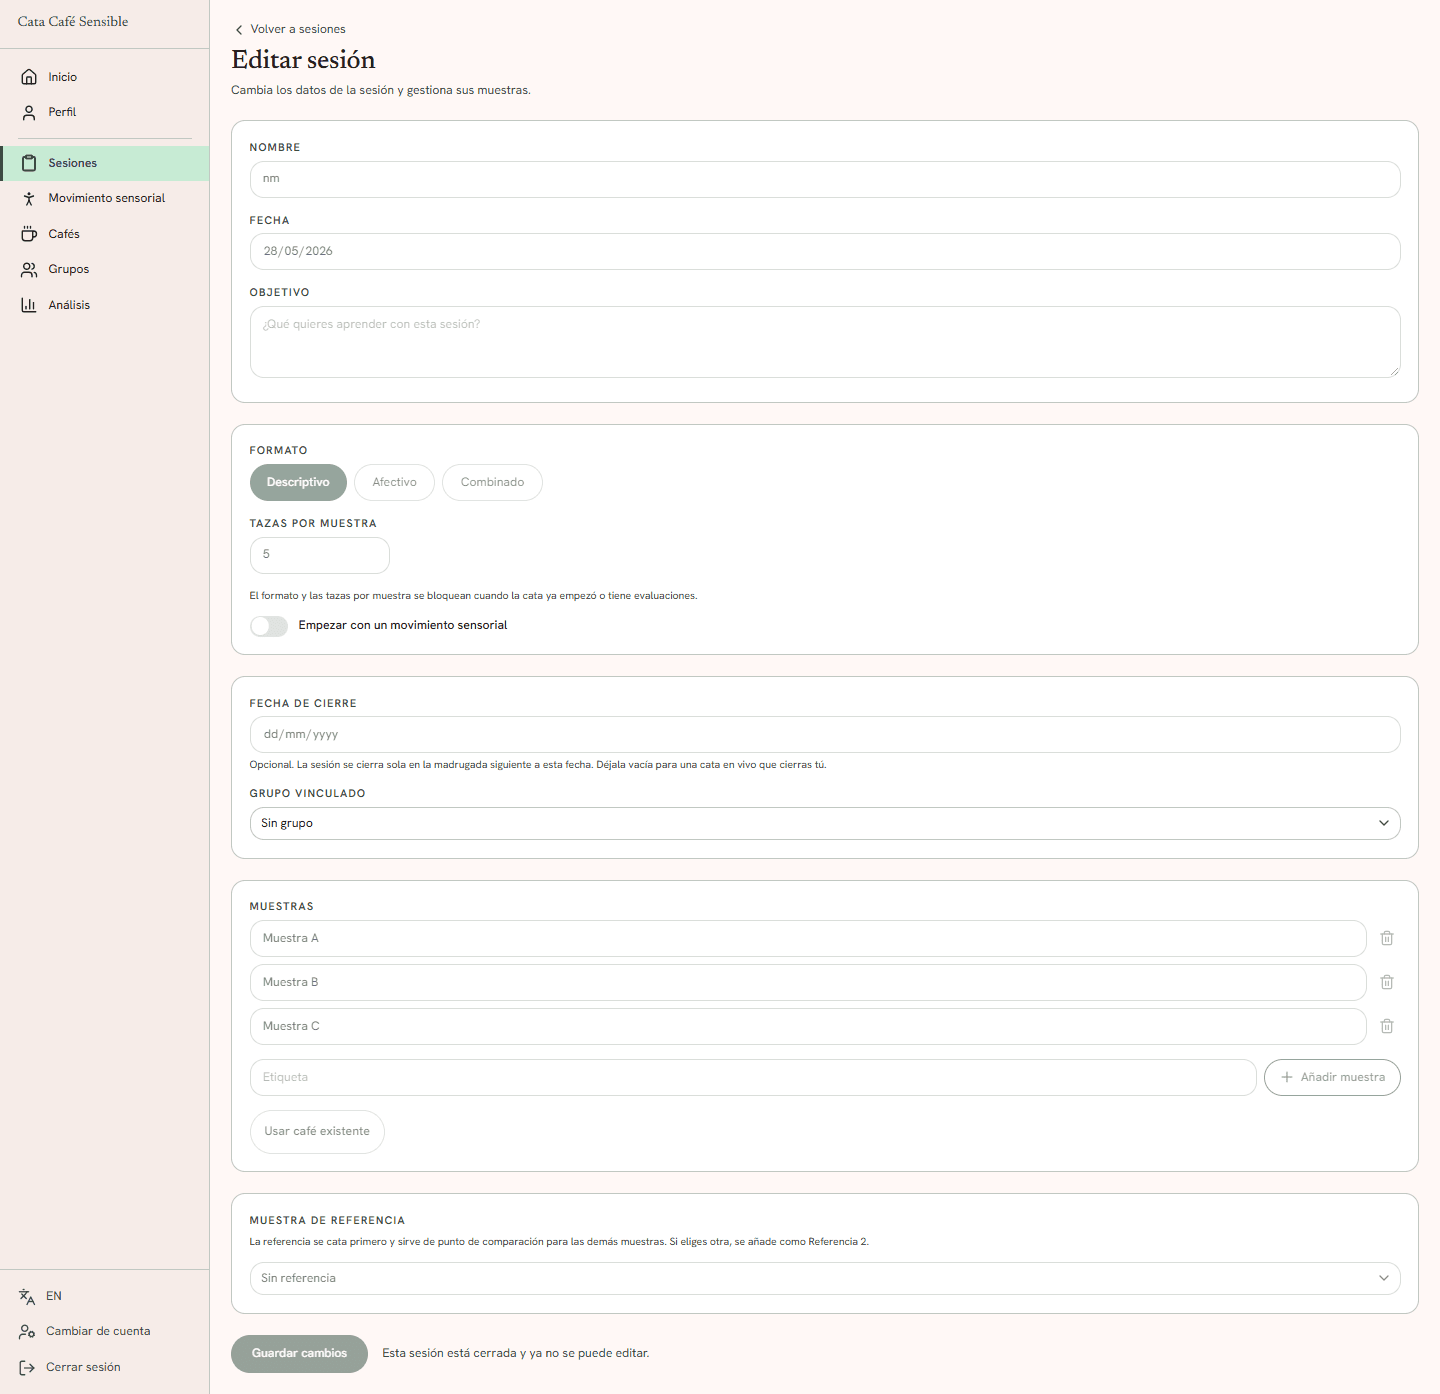 Cata Café Sensible
Inicio
Perfil
Sesiones
Movimiento sensorial
Cafés
Grupos
Análisis
EN
Cambiar de cuenta
Cerrar sesión
Volver a sesiones
Editar sesión
Cambia los datos de la sesión y gestiona sus muestras.
NOMBRE
nm
FECHA
28/05/2026
OBJETIVO
¿Qué quieres aprender con esta sesión?
FORMATO
Descriptivo Afectivo Combinado
TAZAS POR MUESTRA
5
El formato y las tazas por muestra se bloquean cuando la cata ya empezó o tiene evaluaciones.
Empezar con un movimiento sensorial
FECHA DE CIERRE
dd/mm/yyyy
Opcional. La sesión se cierra sola en la madrugada siguiente a esta fecha. Déjala vacía para una cata en vivo que cierras tú.
GRUPO VINCULADO
Sin grupo
MUESTRAS
Muestra A
Muestra B
Muestra C
Etiqueta Añadir muestra
Usar café existente
MUESTRA DE REFERENCIA
La referencia se cata primero y sirve de punto de comparación para las demás muestras. Si eliges otra, se añade como Referencia 2.
Sin referencia
Guardar cambios Esta sesión está cerrada y ya no se puede editar.